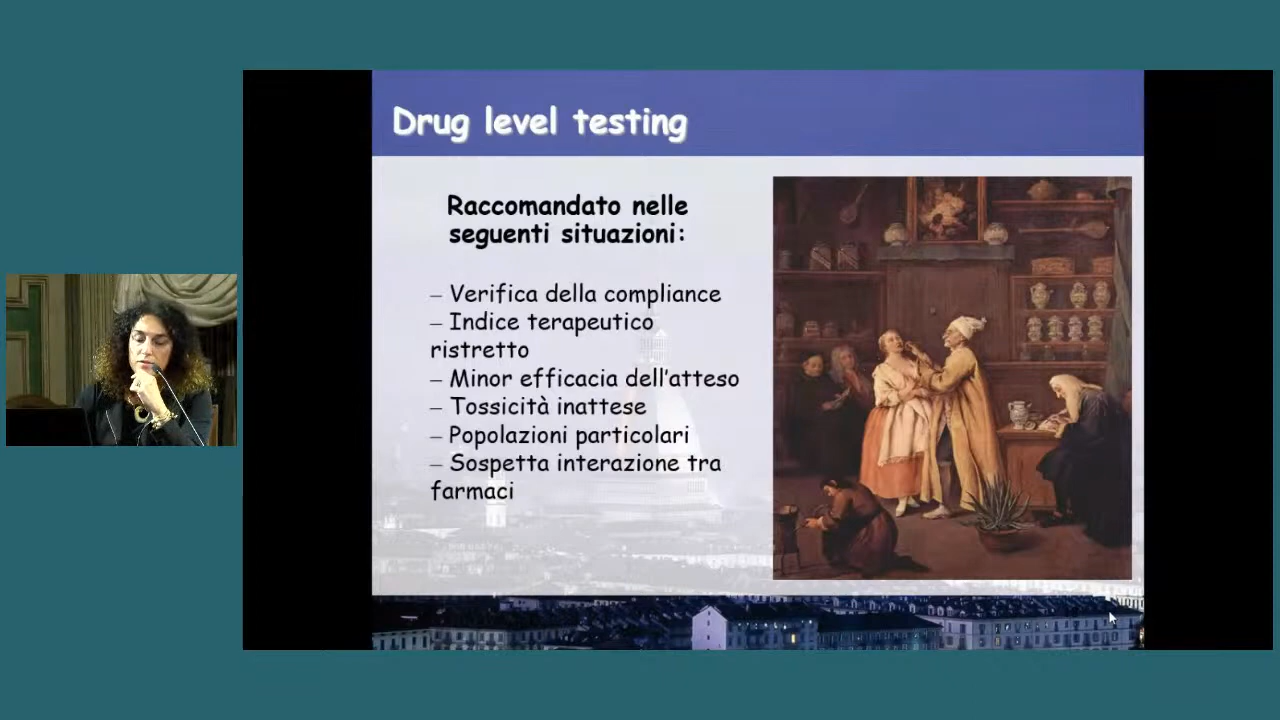 Drug level testing
Raccomandato nelle
seguenti situazioni:
– Verifica della compliance
– Indice terapeutico
ristretto
– Minor efficacia dell'atteso
– Tossicità inattese
– Popolazioni particolari
– Sospetta interazione tra
farmaci